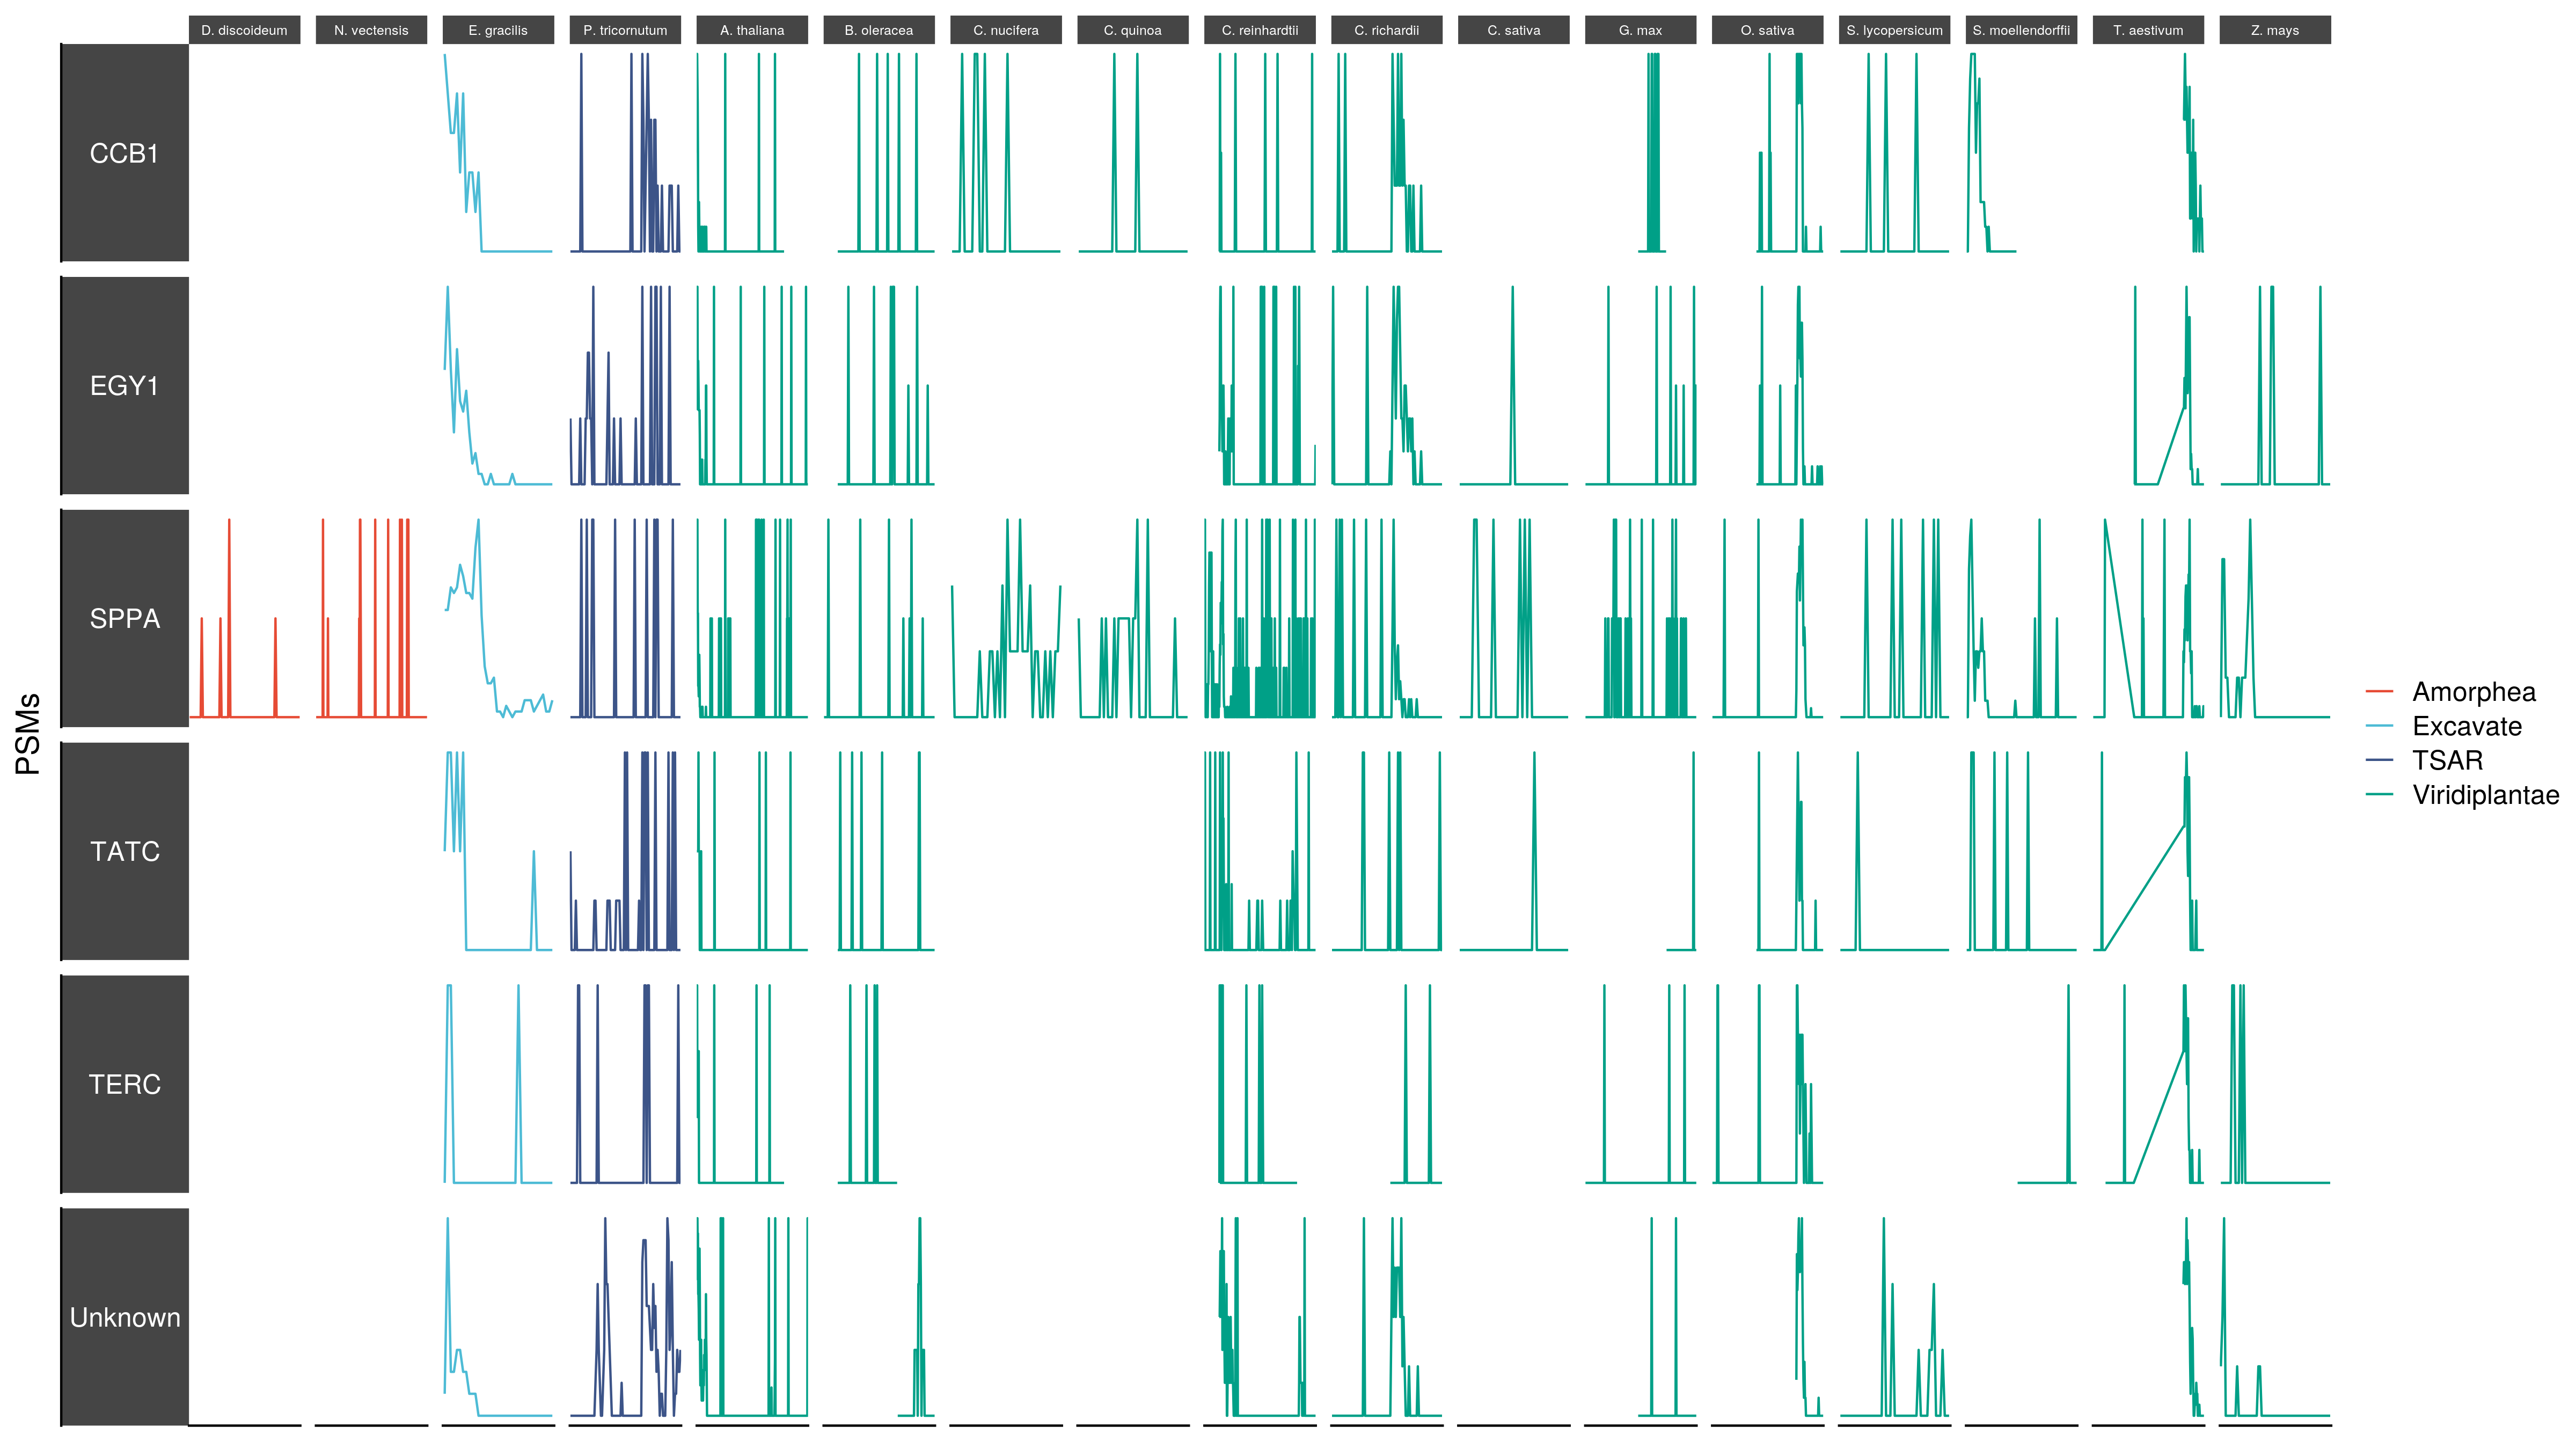 D. discoideum
N. vectensis
E. gracilis
P. tricornutum
A. thaliana
B. oleracea
C. nucifera
C. quinoa
C. reinhardtii
C. richardii
C. sativa
G. max
O. sativa
S. lycopersicum
S. moellendorffii
T. aestivum
Z. mays
CCB1
EGY1
SPPA
TATC
TERC
Unknown
PSMs
Amorphea
Excavate
TSAR
Viridiplantae